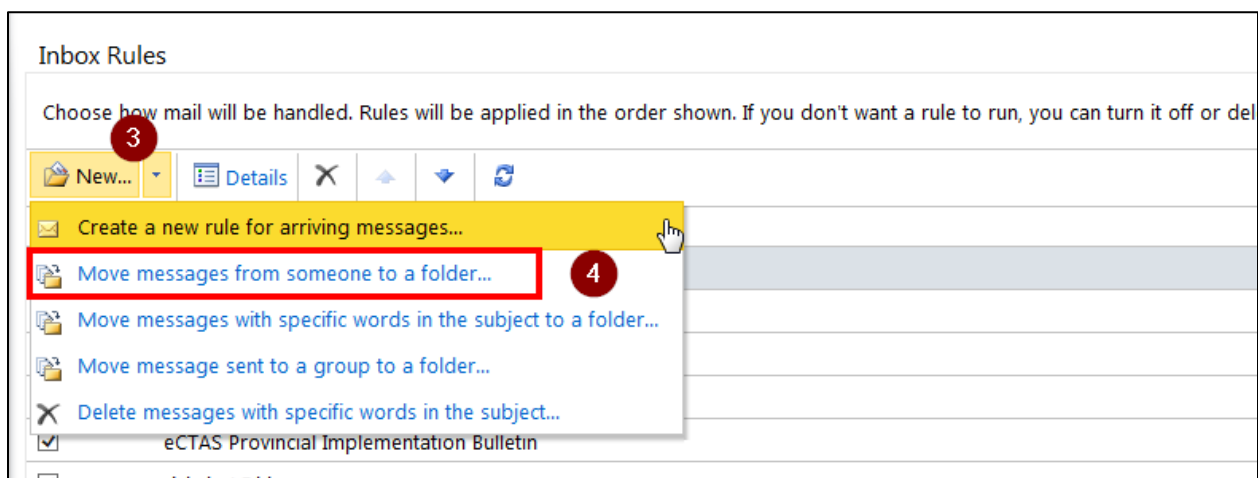 Inbox Rules
Choose how mail will be handled. Rules will be applied in the order shown. If you don't want a rule to run, you can turn it off or del
3
New... Details
Create a new rule for arriving messages...
Move messages from someone to a folder... 4
Move messages with specific words in the subject to a folder...
Move message sent to a group to a folder...
Delete messages with specific words in the subject...
eCTAS Provincial Implementation Bulletin